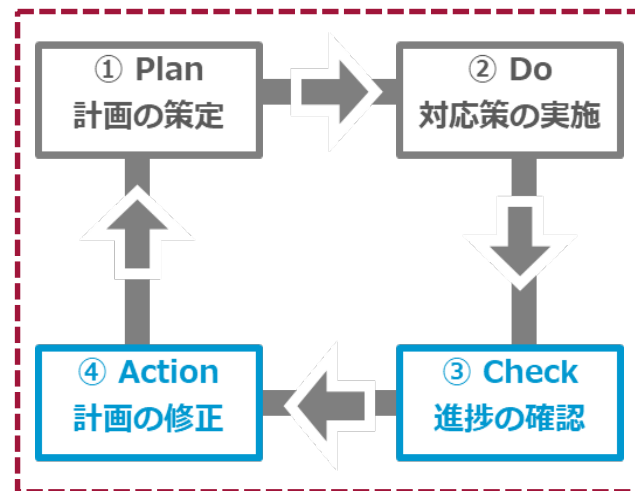 ① Plan
計画の策定
② Do
対応策の実施
③ Check
進捗の確認
④ Action
計画の修正